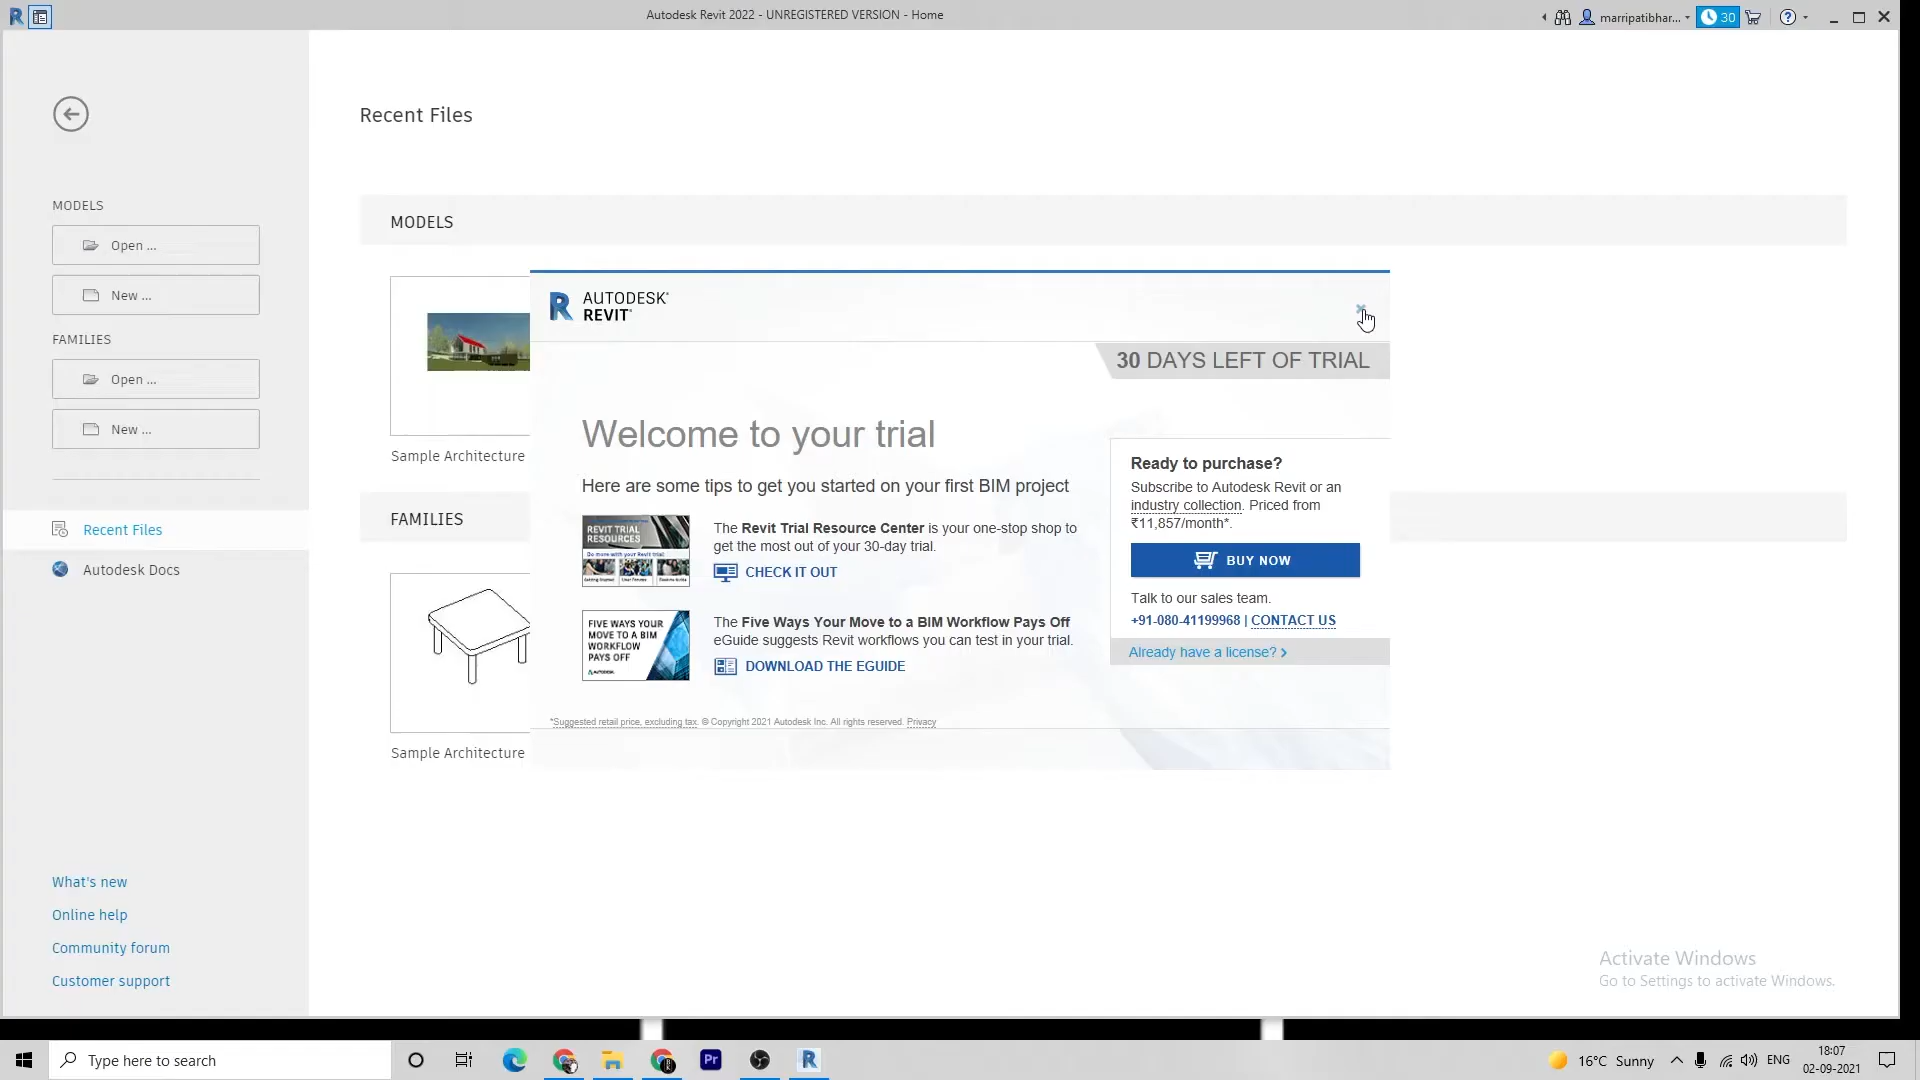 Autodesk Revit 2022 - UNREGISTERED VERSION - Home
marripatibhar...
30
Recent Files
MODELS
Open ...
New ...
FAMILIES
Open ...
New ...
Recent Files
Autodesk Docs
What's new
Online help
Community forum
Customer support
MODELS
Sample Architecture
FAMILIES
Sample Architecture
AUTODESK®
REVIT®
30 DAYS LEFT OF TRIAL
Welcome to your trial
Here are some tips to get you started on your first BIM project
REVIT TRIAL
RESOURCES
Do more with your Revit trial
The Revit Trial Resource Center is your one-stop shop to
get the most out of your 30-day trial.
CHECK IT OUT
FIVE WAYS YOUR
MOVE TO A BIM
WORKFLOW
PAYS OFF
AUTODESK
The Five Ways Your Move to a BIM Workflow Pays Off
eGuide suggests Revit workflows you can test in your trial.
DOWNLOAD THE EGUIDE
*Suggested retail price, excluding tax. © Copyright 2021 Autodesk Inc. All rights reserved. Privacy
Ready to purchase?
Subscribe to Autodesk Revit or an
industry collection. Priced from
₹11,857/month*.
BUY NOW
Talk to our sales team.
+91-080-41199968 | CONTACT US
Already have a license? >
Activate Windows
Go to Settings to activate Windows.
Type here to search
Pr
R
16°C Sunny
ENG
18:07
02-09-2021